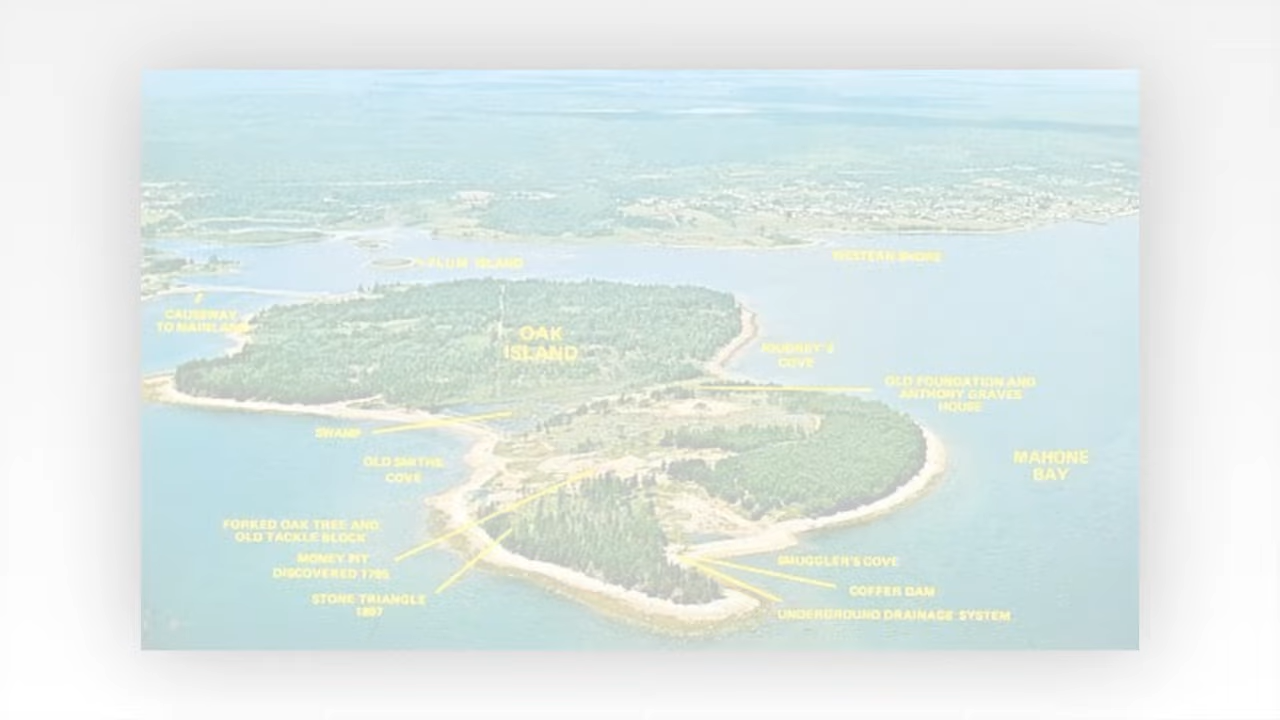 PLUM ISLAND
WESTERN SHORE
CAUSEWAY
TO MAINLAND
OAK
ISLAND
JOUDREY'S
COVE
OLD FOUNDATION AND
ANTHONY GRAVES
HOUSE
SWAMP
OLD SMITHS
COVE
MAHONE
BAY
FORKED OAK TREE AND
OLD TACKLE BLOCK
MONEY PIT
DISCOVERED 1795
STONE TRIANGLE
1897
SMUGGLER'S COVE
COFFER DAM
UNDERGROUND DRAINAGE SYSTEM